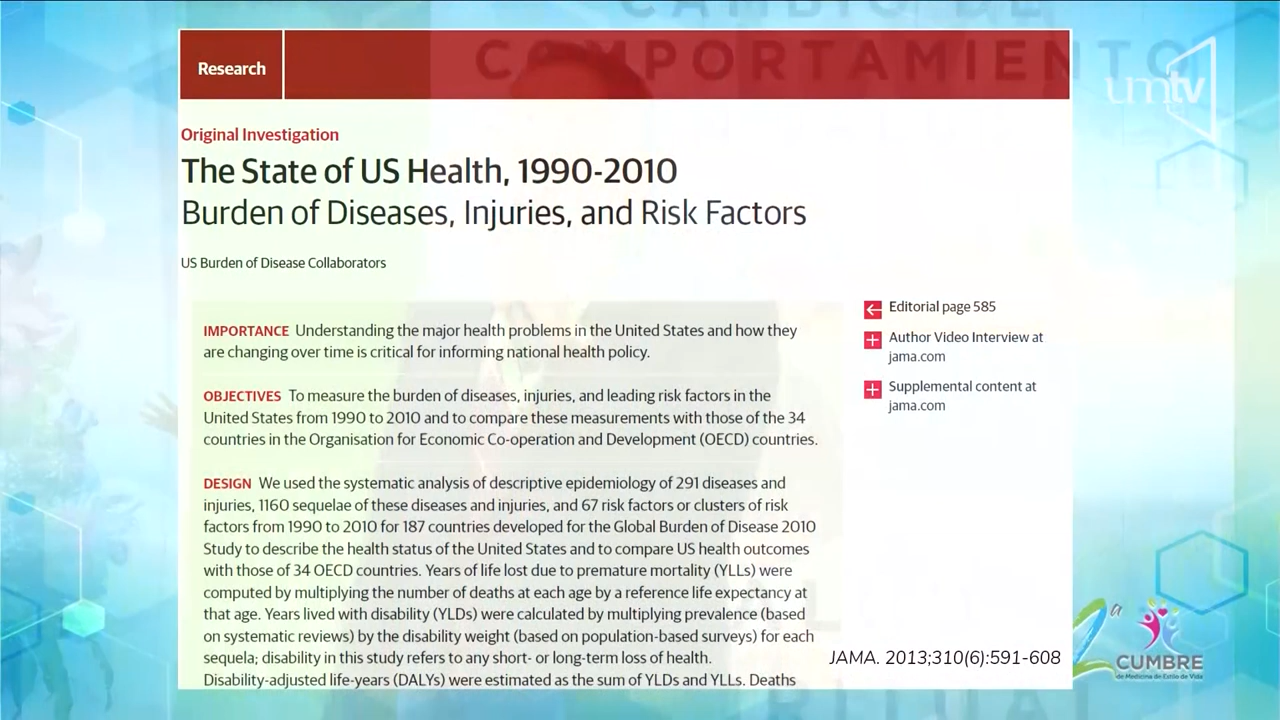 CAMBIO DE
COMPORTAMIENTO
umtv
Research
Original Investigation
The State of US Health, 1990-2010
Burden of Diseases, Injuries, and Risk Factors
US Burden of Disease Collaborators
IMPORTANCE Understanding the major health problems in the United States and how they
are changing over time is critical for informing national health policy.
OBJECTIVES To measure the burden of diseases, injuries, and leading risk factors in the
United States from 1990 to 2010 and to compare these measurements with those of the 34
countries in the Organisation for Economic Co-operation and Development (OECD) countries.
DESIGN We used the systematic analysis of descriptive epidemiology of 291 diseases and
injuries, 1160 sequelae of these diseases and injuries, and 67 risk factors or clusters of risk
factors from 1990 to 2010 for 187 countries developed for the Global Burden of Disease 2010
Study to describe the health status of the United States and to compare US health outcomes
with those of 34 OECD countries. Years of life lost due to premature mortality (YLLs) were
computed by multiplying the number of deaths at each age by a reference life expectancy at
that age. Years lived with disability (YLDs) were calculated by multiplying prevalence (based
on systematic reviews) by the disability weight (based on population-based surveys) for each
sequela; disability in this study refers to any short- or long-term loss of health.
Disability-adjusted life-years (DALYs) were estimated as the sum of YLDs and YLLs. Deaths
Editorial page 585
Author Video Interview at
jama.com
Supplemental content at
jama.com
JAMA. 2013;310(6):591-608
1ª
CUMBRE
de Medicina de Estilo de Vida